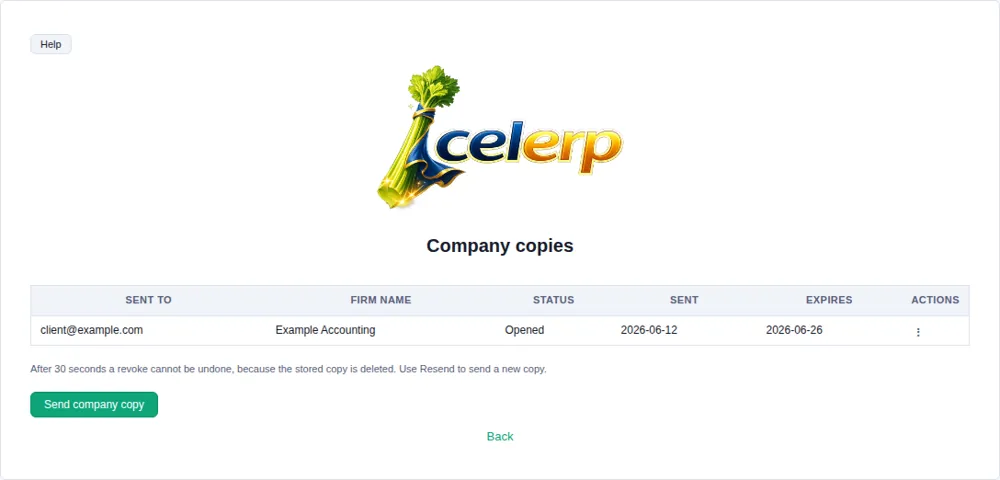 Help
celerp
Company copies
SENT TO FIRM NAME STATUS SENT EXPIRES ACTIONS
client@example.com Example Accounting Opened 2026-06-12 2026-06-26
After 30 seconds a revoke cannot be undone, because the stored copy is deleted. Use Resend to send a new copy.
Send company copy
Back